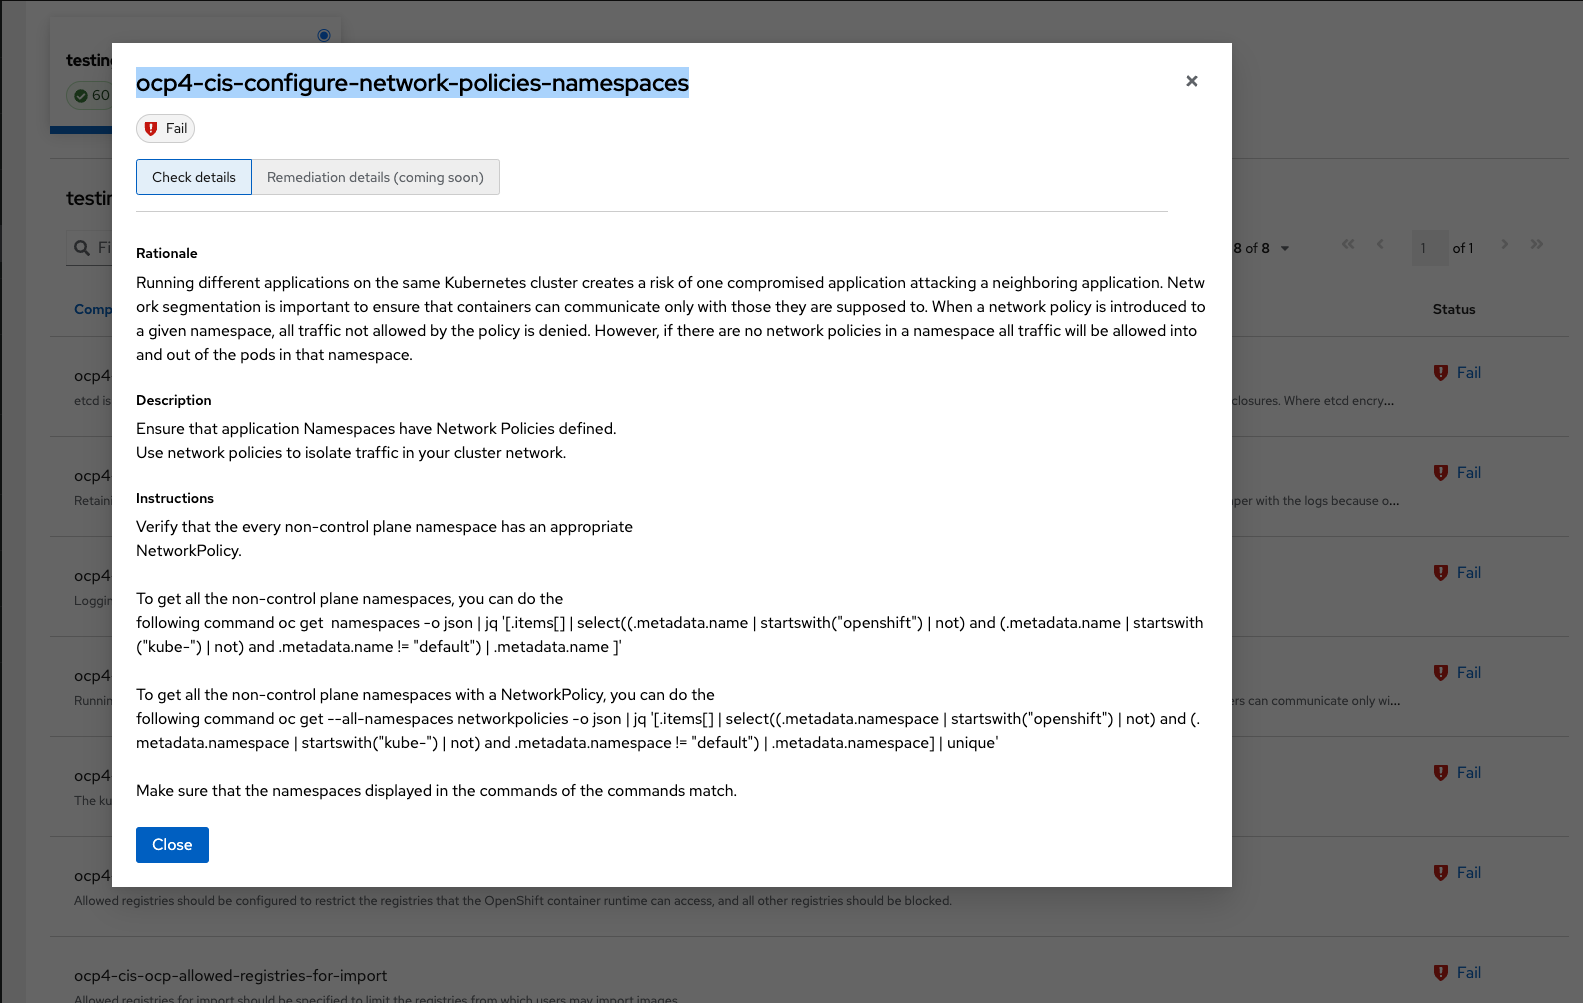 testing
60
ocp4-cis-configure-network-policies-namespaces
Fail
Check details
Remediation details (coming soon)
Rationale
Running different applications on the same Kubernetes cluster creates a risk of one compromised application attacking a neighboring application. Netw
ork segmentation is important to ensure that containers can communicate only with those they are supposed to. When a network policy is introduced to
a given namespace, all traffic not allowed by the policy is denied. However, if there are no network policies in a namespace all traffic will be allowed into
and out of the pods in that namespace.
Description
Ensure that application Namespaces have Network Policies defined.
Use network policies to isolate traffic in your cluster network.
Instructions
Verify that the every non-control plane namespace has an appropriate
NetworkPolicy.
To get all the non-control plane namespaces, you can do the
following command oc get  namespaces -o json | jq '[.items[] | select((.metadata.name | startswith("openshift") | not) and (.metadata.name | startswith
("kube-") | not) and .metadata.name != "default") | .metadata.name ]'
To get all the non-control plane namespaces with a NetworkPolicy, you can do the
following command oc get --all-namespaces networkpolicies -o json | jq '[.items[] | select((.metadata.namespace | startswith("openshift") | not) and (.
metadata.namespace | startswith("kube-") | not) and .metadata.namespace != "default") | .metadata.namespace] | unique'
Make sure that the namespaces displayed in the commands of the commands match.
Close
testin
Fi
8 of 8
1 of 1
Comp
Status
ocp4
Fail
etcd is
closures. Where etcd encry...
ocp4
Fail
Retaini
per with the logs because o...
ocp4
Fail
Loggin
ocp4
Fail
Runnin
ers can communicate only wi...
ocp4
Fail
The ku
ocp4
Fail
Allowed registries should be configured to restrict the registries that the OpenShift container runtime can access, and all other registries should be blocked.
ocp4-cis-ocp-allowed-registries-for-import
Fail
Allowed registries for import should be specified to limit the registries from which users may import images.